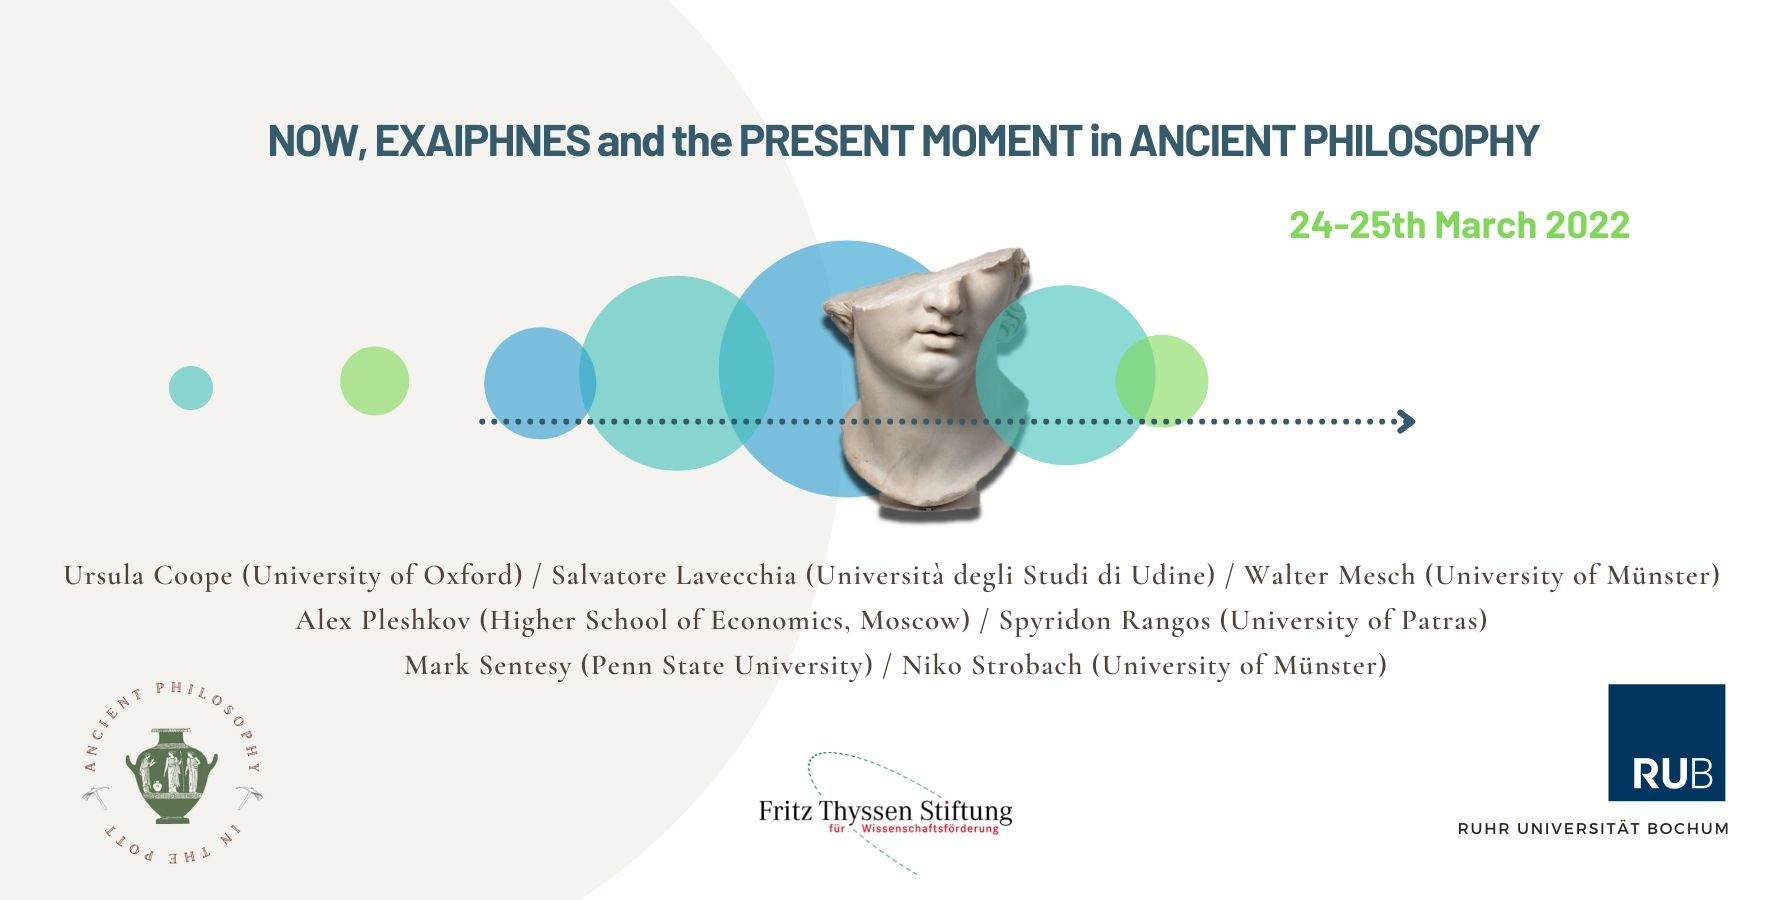 NOW, EXAIPHNES and the PRESENT MOMENT in ANCIENT PHILOSOPHY
24-25th March 2022
Ursula Coope (University of Oxford) / Salvatore Lavecchia (Università degli Studi di Udine) / Walter Mesch (University of Münster)
Alex Pleshkov (Higher School of Economics, Moscow) / Spyridon Rangos (University of Patras)
Mark Sentesy (Penn State University) / Niko Strobach (University of Münster)
ANCIENT PHILOSOPHY
IN THE POTT
Fritz Thyssen Stiftung
für Wissenschaftsförderung
RUB
RUHR UNIVERSITÄT BOCHUM